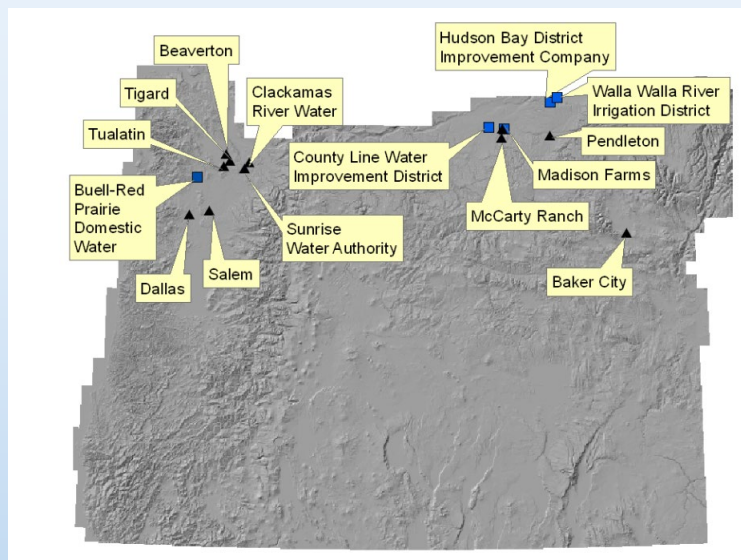 Beaverton
Tigard
Tualatin
Clackamas
River Water
Buell-Red
Prairie
Domestic
Water
Dallas
Salem
Sunrise
Water Authority
Hudson Bay District
Improvement Company
Walla Walla River
Irrigation District
County Line Water
Improvement District
Pendleton
Madison Farms
McCarty Ranch
Baker City